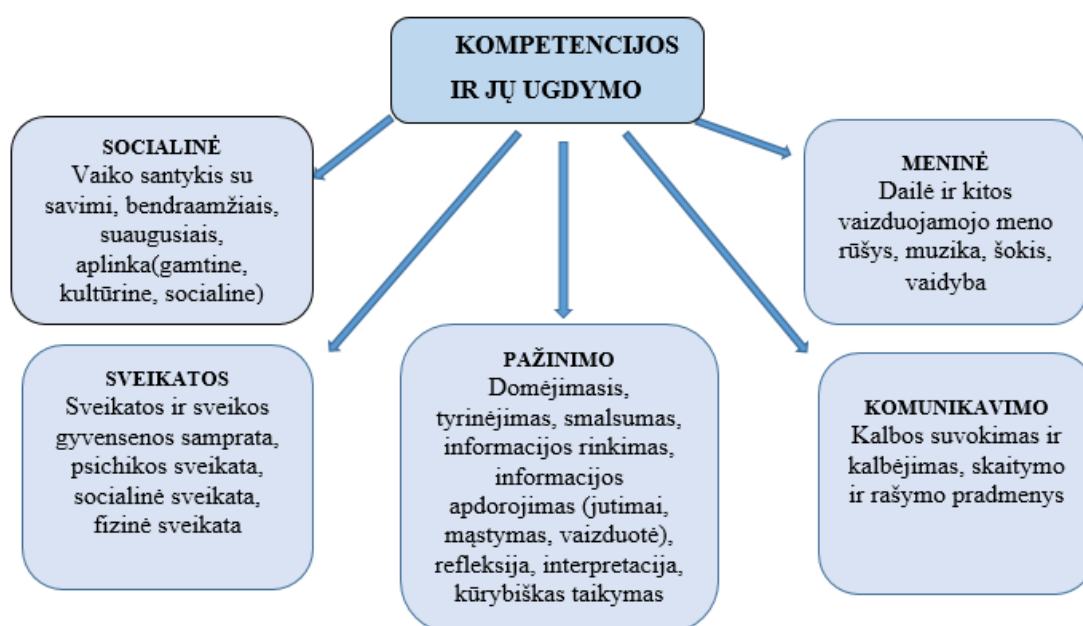 KOMPETENCIJOS
IR JŲ UGDYMO
SOCIALINĖ
Vaiko santykis su
savimi, bendraamžiais,
suaugusiais,
aplinka(gamtine,
kultūrine, socialine)
MENINĖ
Dailė ir kitos
vaizduojamojo meno
rūšys, muzika, šokis,
vaidyba
SVEIKATOS
Sveikatos ir sveikos
gyvensenos samprata,
psichikos sveikata,
socialinė sveikata,
fizinė sveikata
PAŽINIMO
Domėjimasis,
tyrinėjimas, smalsumas,
informacijos rinkimas,
informacijos
apdorojimas (jutimai,
mąstymas, vaizduotė),
refleksija, interpretacija,
kūrybiškas taikymas
KOMUNIKAVIMO
Kalbos suvokimas ir
kalbėjimas, skaitymo
ir rašymo pradmenys